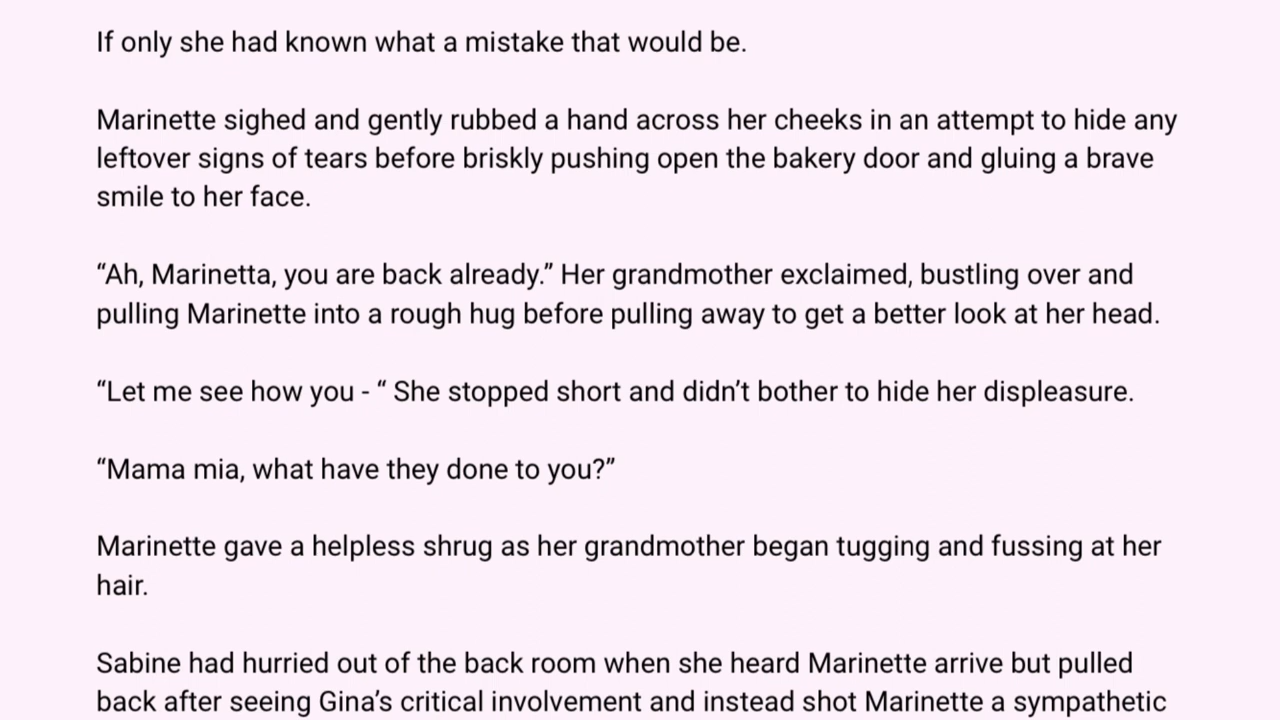 If only she had known what a mistake that would be.
Marinette sighed and gently rubbed a hand across her cheeks in an attempt to hide any
leftover signs of tears before briskly pushing open the bakery door and gluing a brave
smile to her face.
“Ah, Marinetta, you are back already.” Her grandmother exclaimed, bustling over and
pulling Marinette into a rough hug before pulling away to get a better look at her head.
“Let me see how you - “ She stopped short and didn’t bother to hide her displeasure.
“Mama mia, what have they done to you?”
Marinette gave a helpless shrug as her grandmother began tugging and fussing at her
hair.
Sabine had hurried out of the back room when she heard Marinette arrive but pulled
back after seeing Gina’s critical involvement and instead shot Marinette a sympathetic